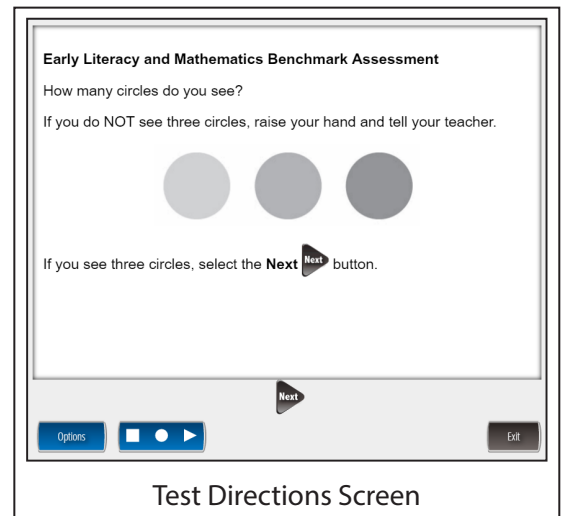 Early Literacy and Mathematics Benchmark Assessment
How many circles do you see?
If you do NOT see three circles, raise your hand and tell your teacher.
If you see three circles, select the Next Next button.
Next
Options
Exit
Test Directions Screen